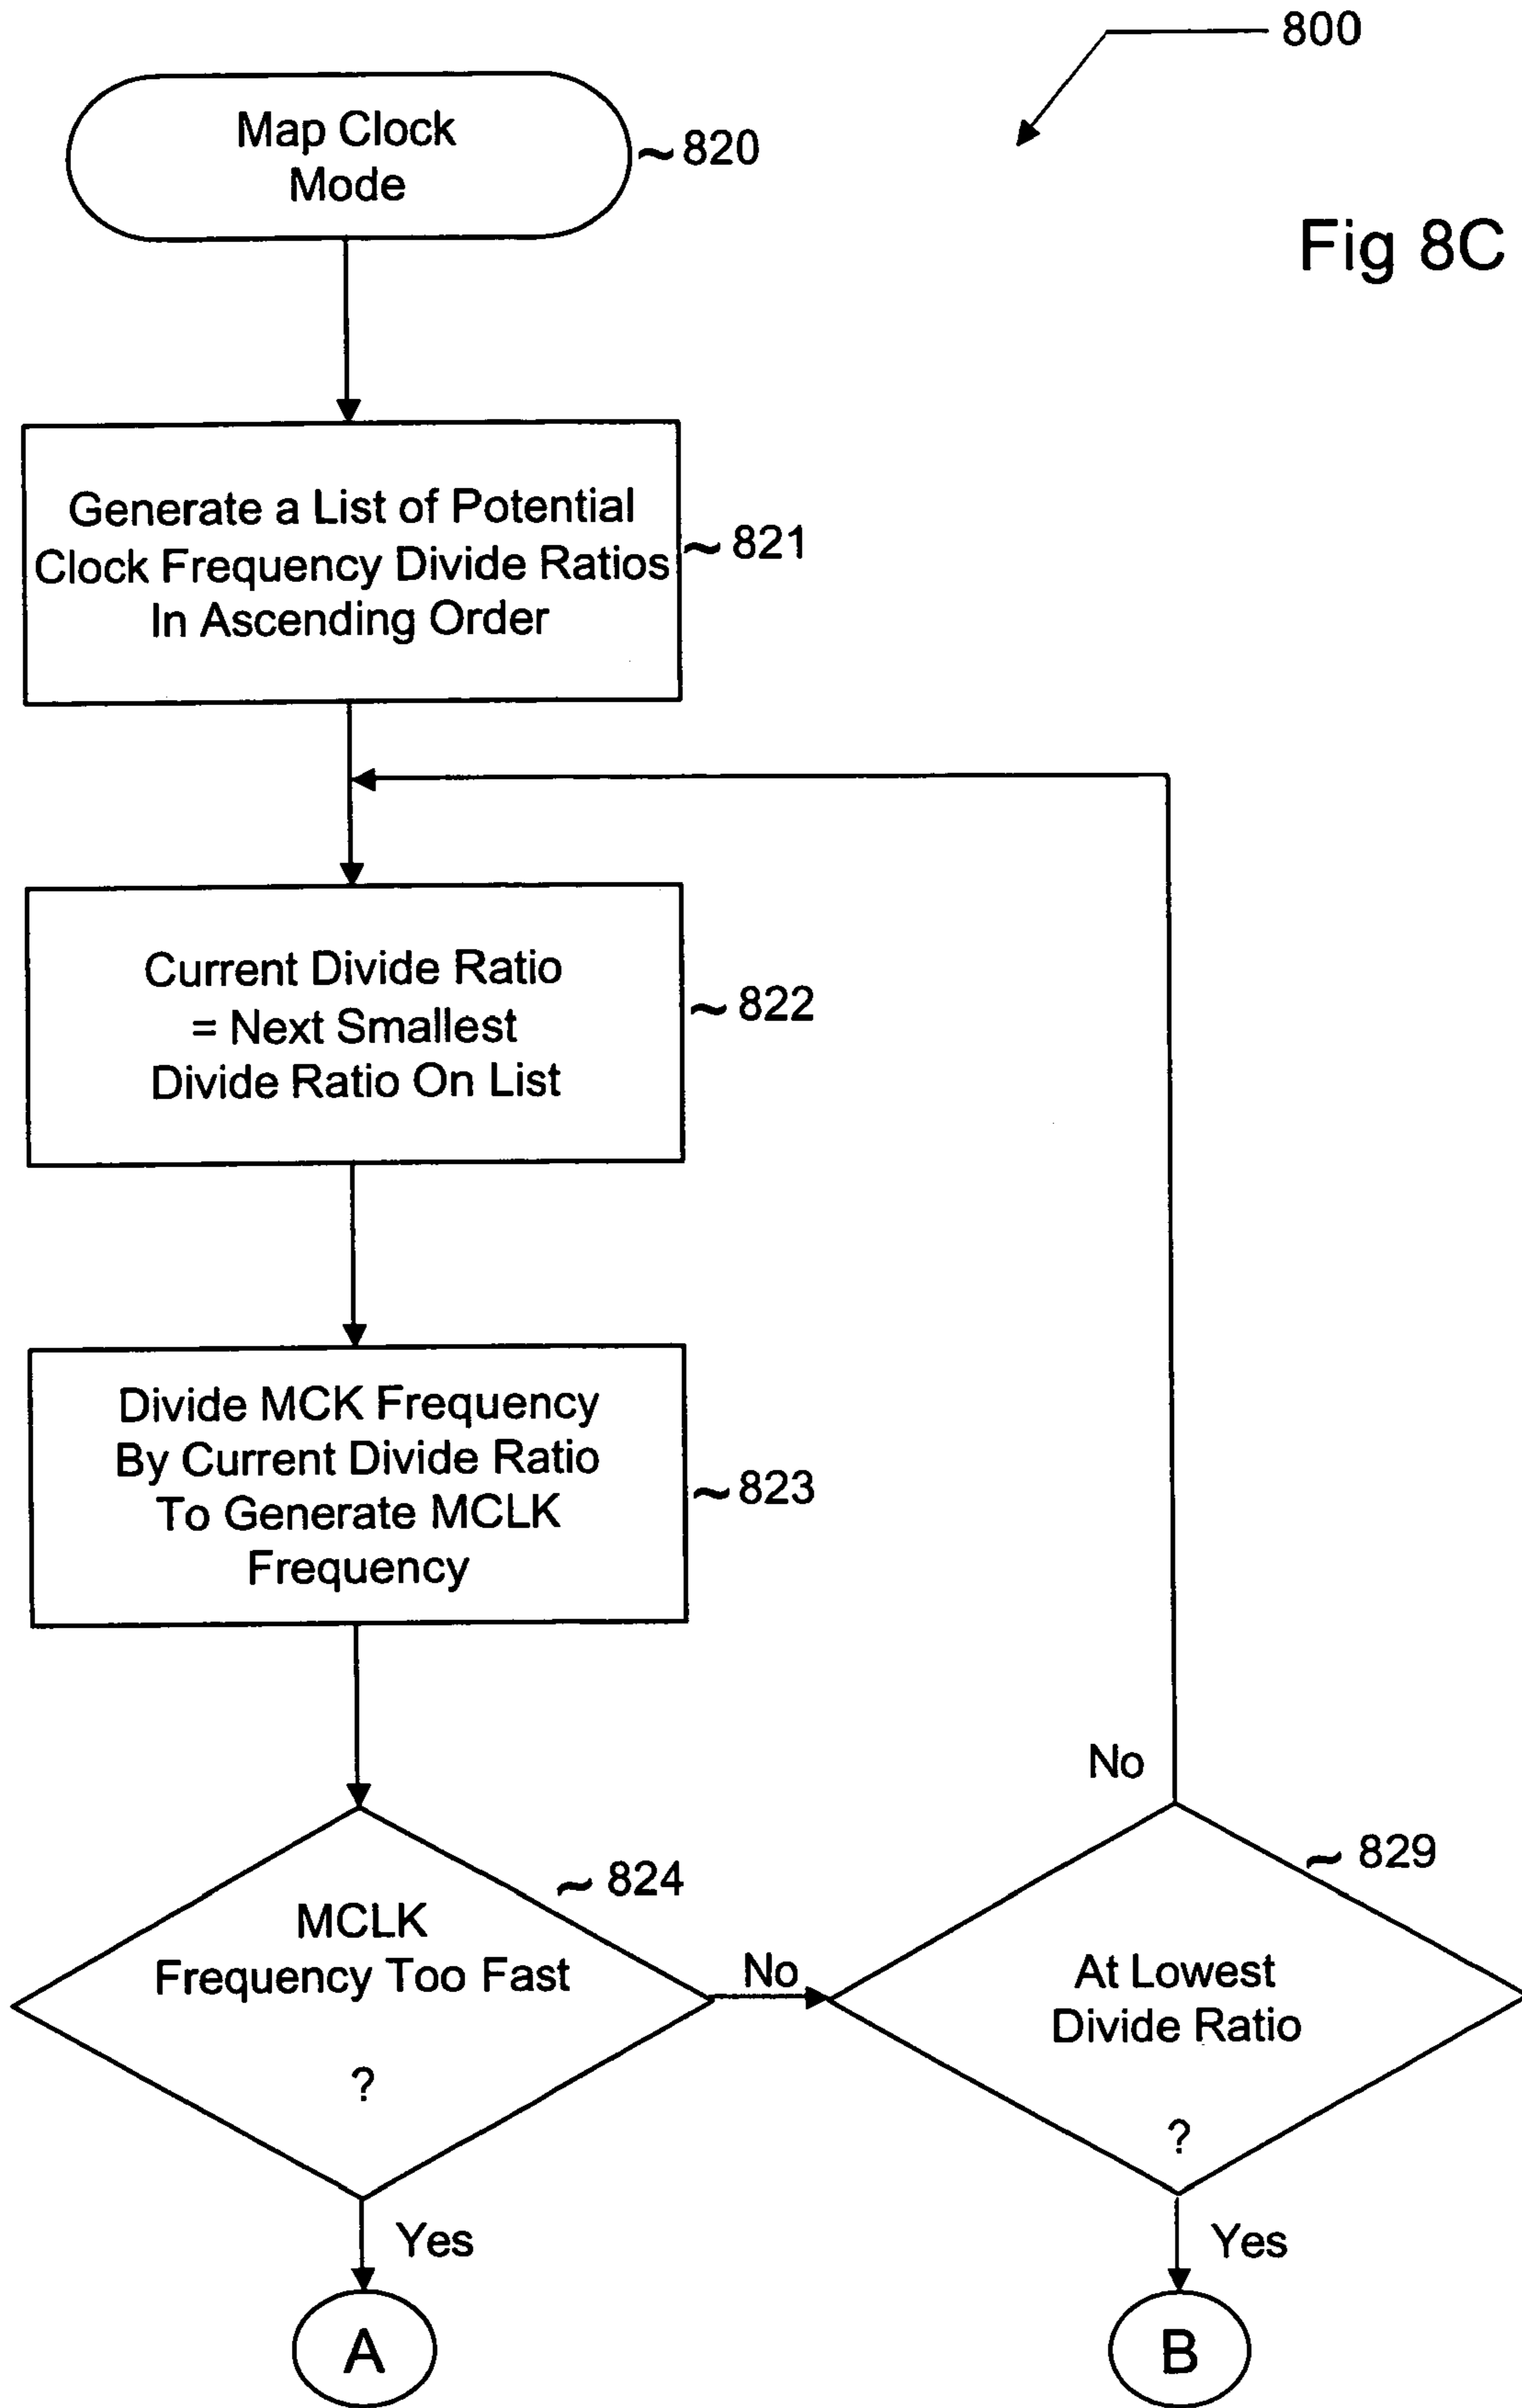 800
Map Clock
Mode
~820
Fig 8C
Generate a List of Potential
Clock Frequency Divide Ratios
In Ascending Order
~821
Current Divide Ratio
= Next Smallest
Divide Ratio On List
~822
Divide MCK Frequency
By Current Divide Ratio
To Generate MCLK
Frequency
~823
No
~824
MCLK
Frequency Too Fast
?
No
~829
At Lowest
Divide Ratio
?
Yes
Yes
A
B